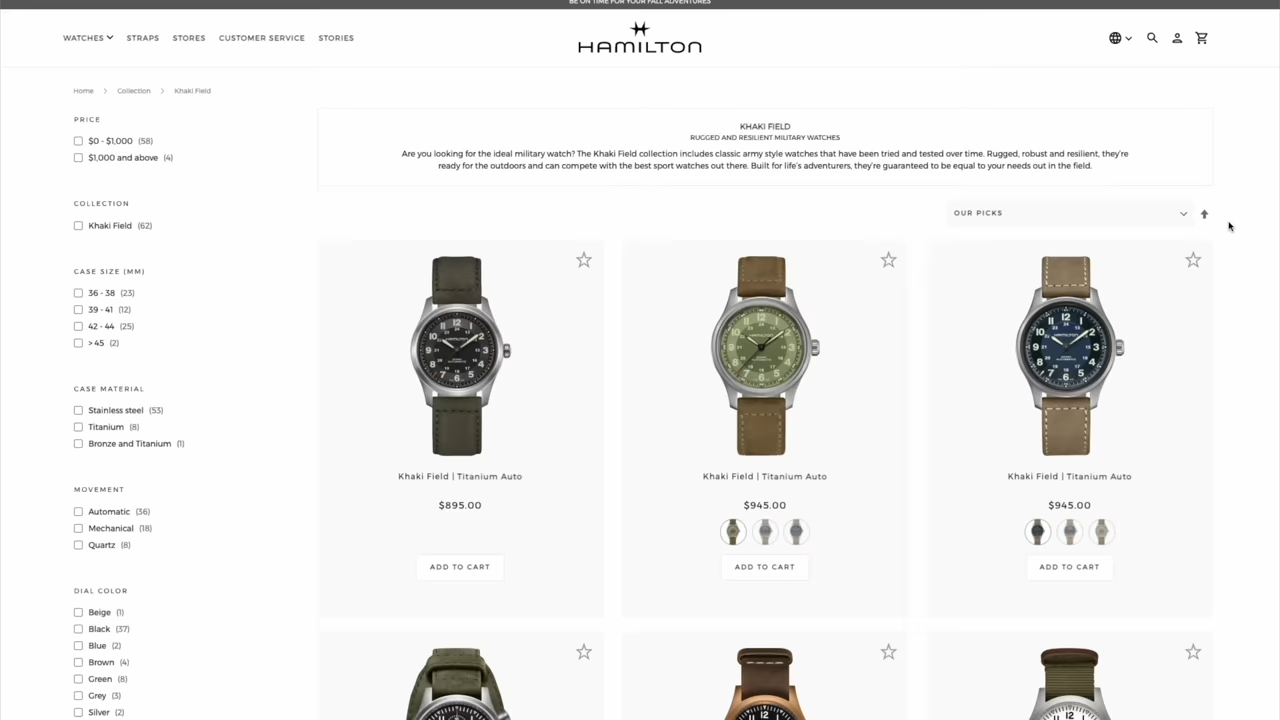 BE ON TIME FOR YOUR FALL ADVENTURES
WATCHES STRAPS STORES CUSTOMER SERVICE STORIES
HAMILTON
Home > Collection > Khaki Field
PRICE
$0 - $1,000 (58)
$1,000 and above (4)
COLLECTION
Khaki Field (62)
CASE SIZE (MM)
36 - 38 (23)
39 - 41 (12)
42 - 44 (25)
>45 (2)
CASE MATERIAL
Stainless steel (53)
Titanium (8)
Bronze and Titanium (1)
MOVEMENT
Automatic (36)
Mechanical (18)
Quartz (8)
DIAL COLOR
Beige (1)
Black (37)
Blue (2)
Brown (4)
Green (8)
Grey (3)
Silver (2)
KHAKI FIELD
RUGGED AND RESILIENT MILITARY WATCHES
Are you looking for the ideal military watch? The Khaki Field collection includes classic army style watches that have been tried and tested over time. Rugged, robust and resilient, they're
ready for the outdoors and can compete with the best sport watches out there. Built for life's adventurers, they're guaranteed to be equal to your needs out in the field.
OUR PICKS
Khaki Field | Titanium Auto
$895.00
ADD TO CART
Khaki Field | Titanium Auto
$945.00
ADD TO CART
Khaki Field | Titanium Auto
$945.00
ADD TO CART